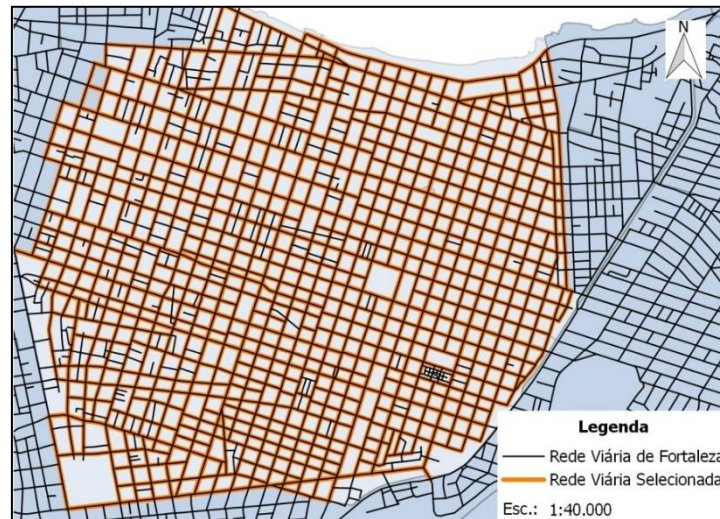 N
Legenda
Rede Viária de Fortaleza
Rede Viária Selecionada
Esc.: 1:40.000